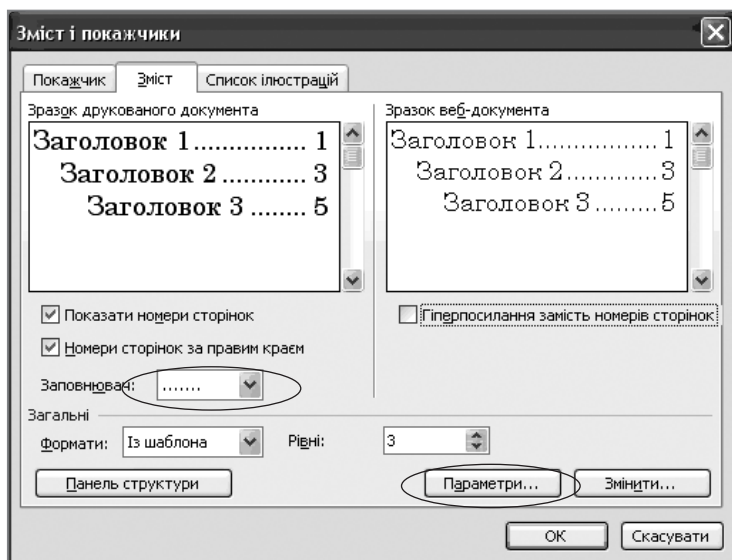 Зміст і покажчики
Покажчик Зміст Список ілюстрацій
Зразок друкованого документа
Заголовок 1................ 1
Заголовок 2............ 3
Заголовок 3........ 5
Зразок веб-документа
Заголовок 1................1
Заголовок 2............3
Заголовок 3........5
Показати номери сторінок
Номери сторінок за правим краєм
Заповнювач: .......
Гіперпосилання замість номерів сторінок
Загальні
Формати: Із шаблона Рівні: 3
Панель структури Параметри... Змінити...
ОК Скасувати